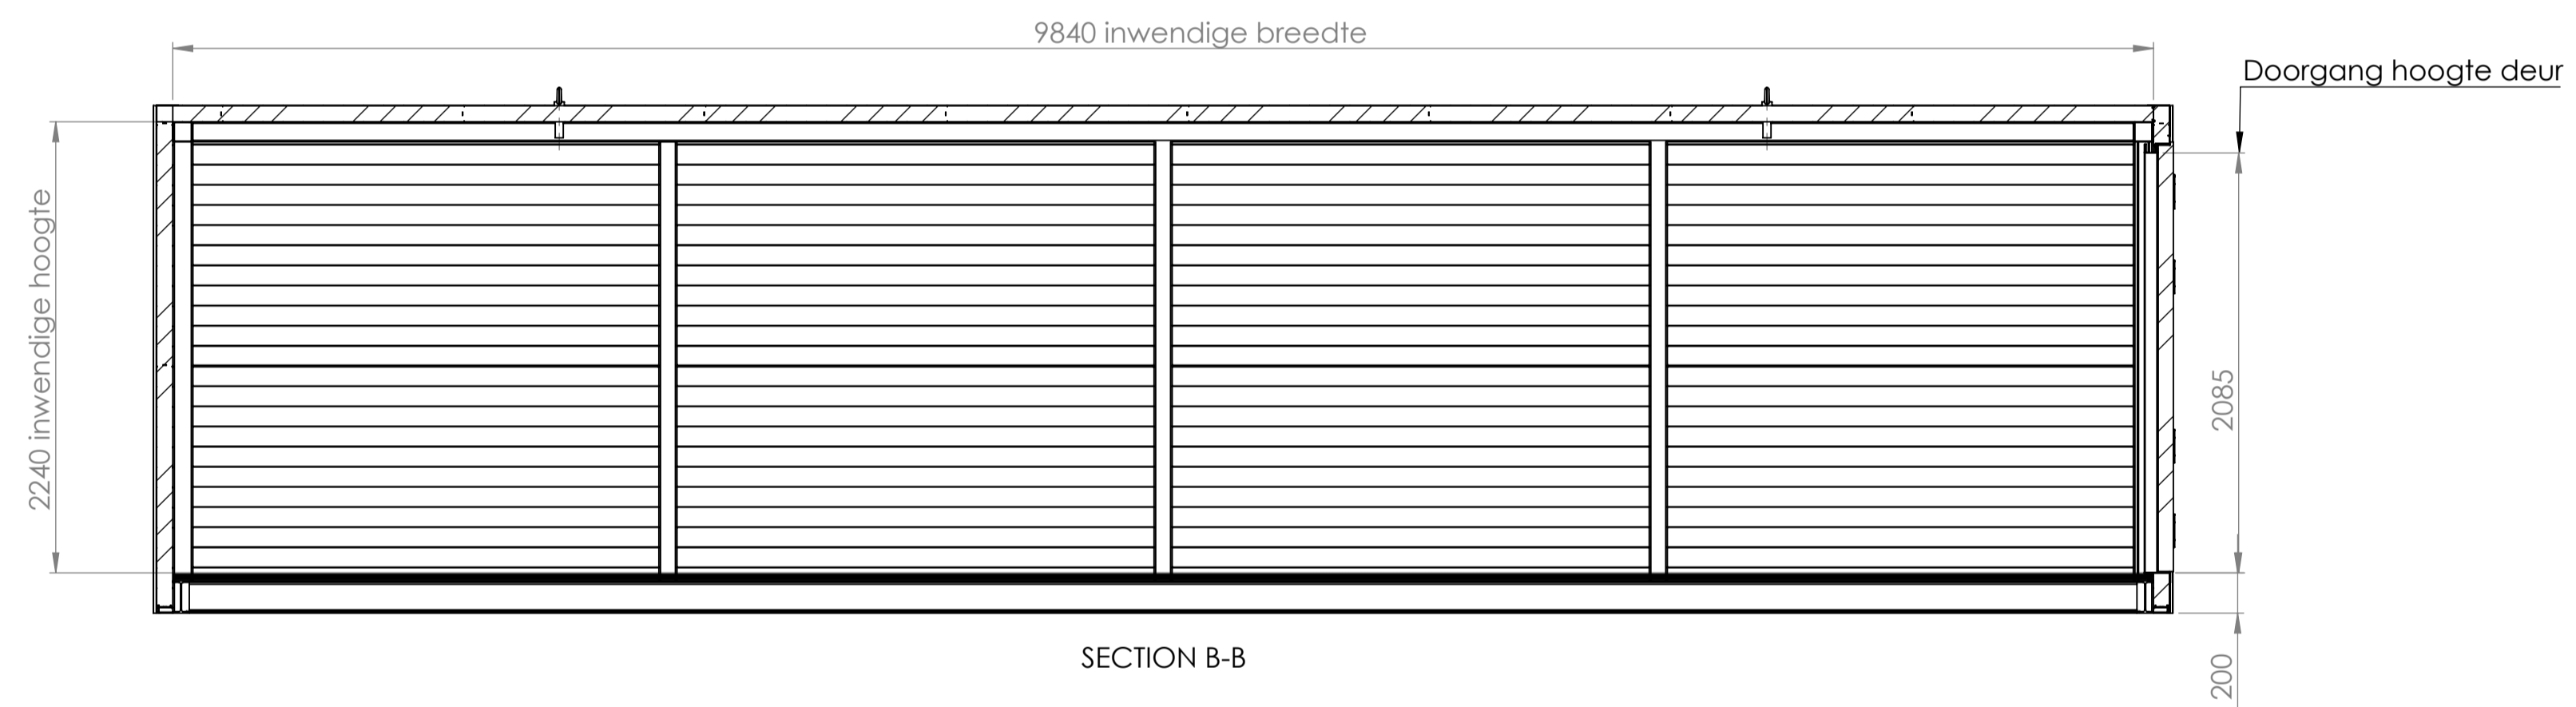 9840 inwendige breedte
Doorgang hoogte deur
2240 inwendige hoogte
2085
200
SECTION B-B